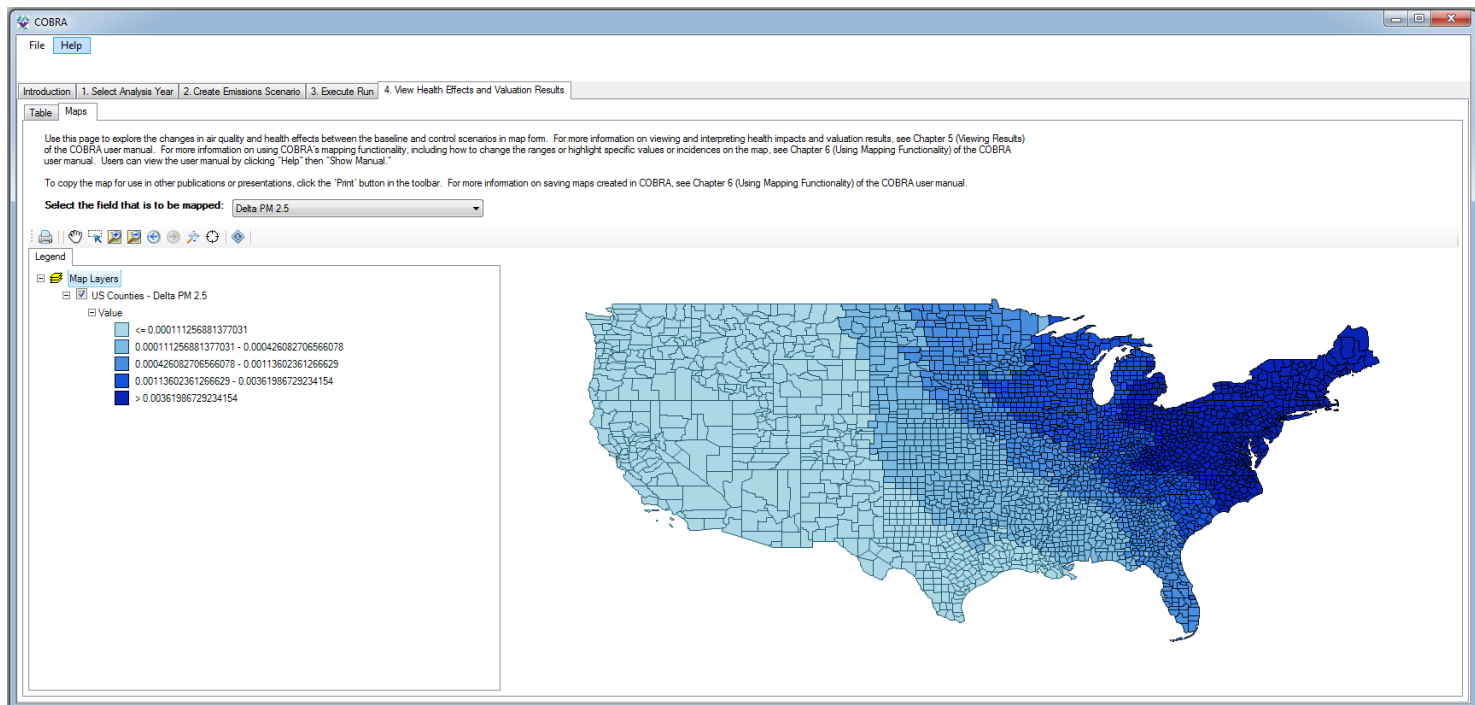 COBRA
File Help
Introduction 1. Select Analysis Year 2. Create Emissions Scenario 3. Execute Run 4. View Health Effects and Valuation Results
Table Maps
Use this page to explore the changes in air quality and health effects between the baseline and control scenarios in map form. For more information on viewing and interpreting health impacts and valuation results, see Chapter 5 (Viewing Results)
of the COBRA user manual. For more information on using COBRA's mapping functionality, including how to change the ranges or highlight specific values or incidences on the map, see Chapter 6 (Using Mapping Functionality) of the COBRA
user manual. Users can view the user manual by clicking "Help" then "Show Manual."
To copy the map for use in other publications or presentations, click the 'Print' button in the toolbar. For more information on saving maps created in COBRA, see Chapter 6 (Using Mapping Functionality) of the COBRA user manual.
Select the field that is to be mapped: Delta PM 2.5
Legend
Map Layers
US Counties - Delta PM 2.5
Value
<= 0.000111256881377031
0.000111256881377031 - 0.000426082706566078
0.000426082706566078 - 0.00113602361266629
0.00113602361266629 - 0.00361986729234154
> 0.00361986729234154